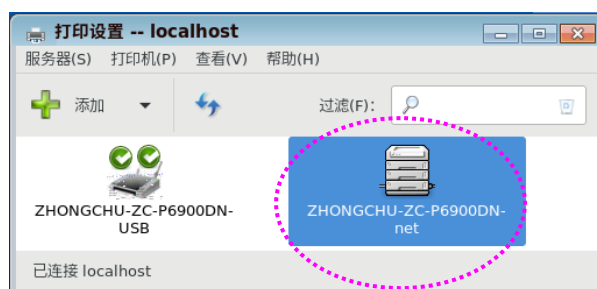 打印设置 -- localhost
服务器(S) 打印机(P) 查看(V) 帮助(H)
添加 过滤(F):
ZHONGCHU-ZC-P6900DN-
USB
ZHONGCHU-ZC-P6900DN-
net
已连接 localhost